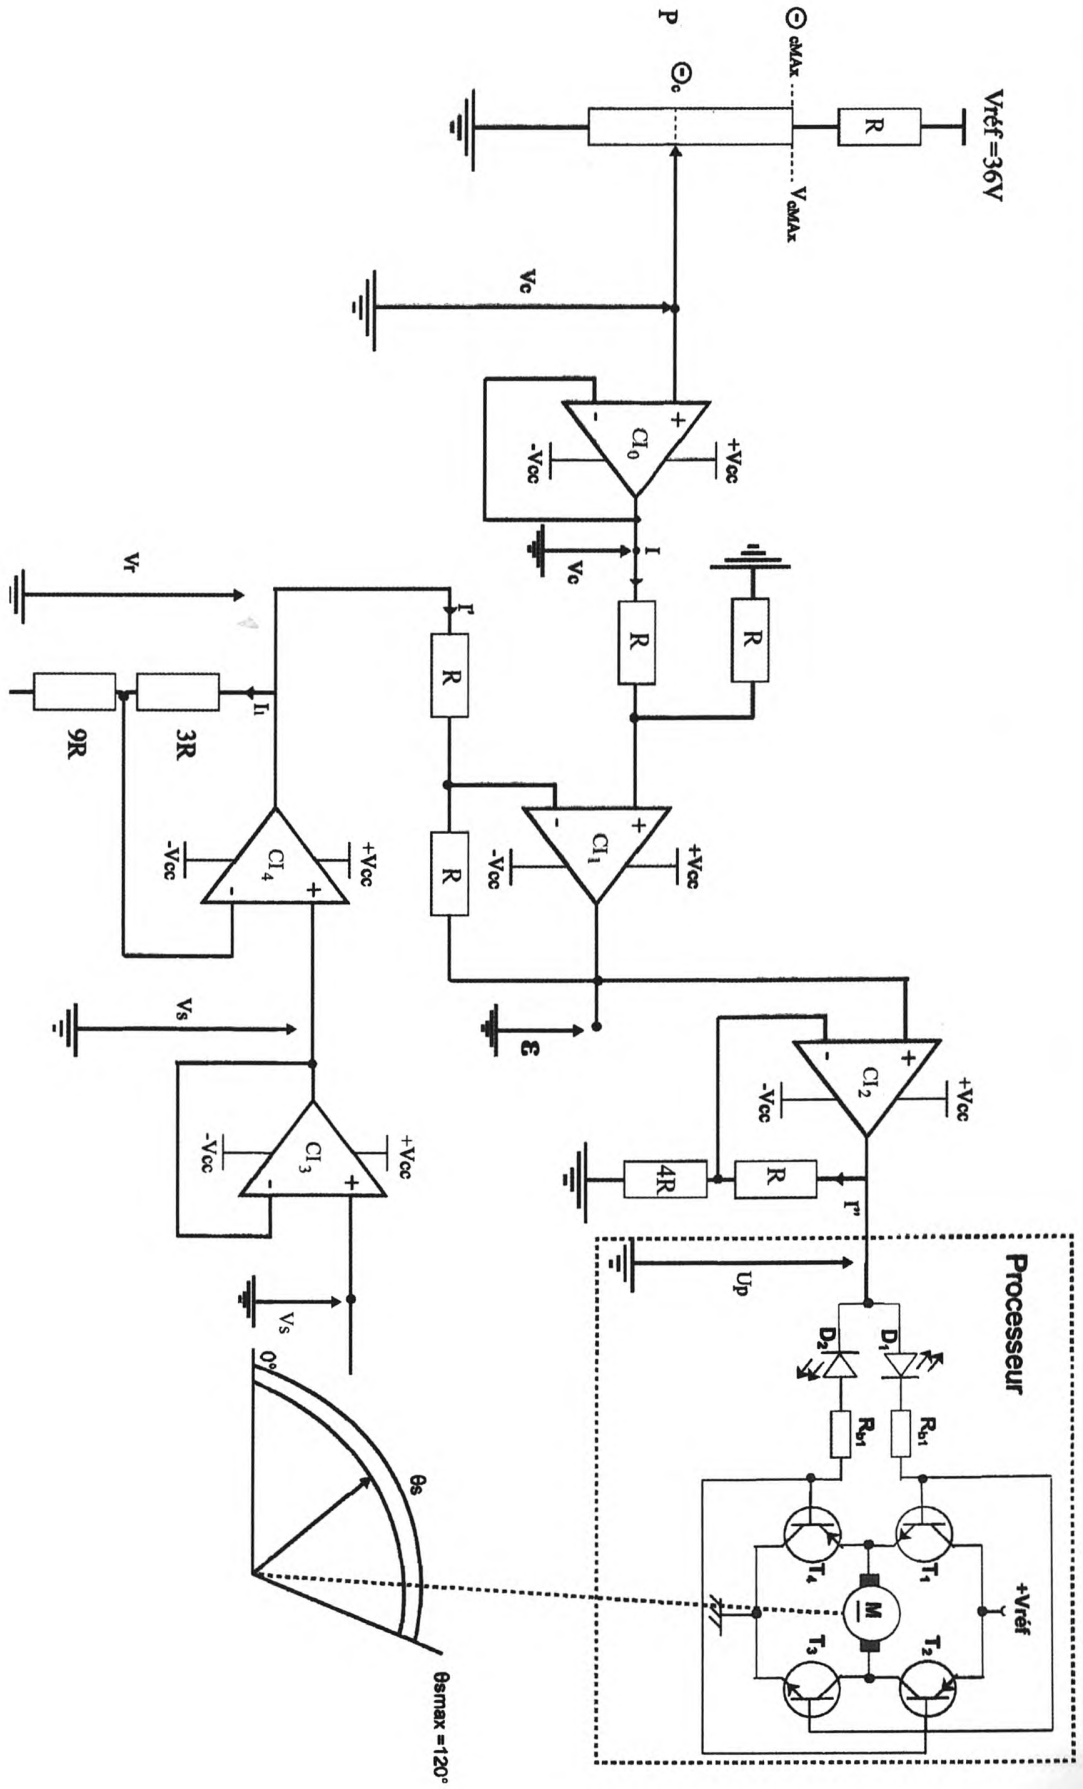 Vréf =36V
R
Θ cMAx
V cMAx
P
Θc
Vc
+Vcc
+
CI0
-
-Vcc
I
Vc
R
R
+Vcc
+
CI1
-
-Vcc
I'
R
R
ε
+Vcc
+
CI2
-
-Vcc
I''
R
4R
Up
Processeur
D1
D2
Rb1
Rb1
T1
T2
T3
T4
M
+Vréf
Vr
I1
3R
9R
+Vcc
+
CI4
-
-Vcc
Vs
+Vcc
+
CI3
-
-Vcc
Vs
0°
θs
θsmax =120°